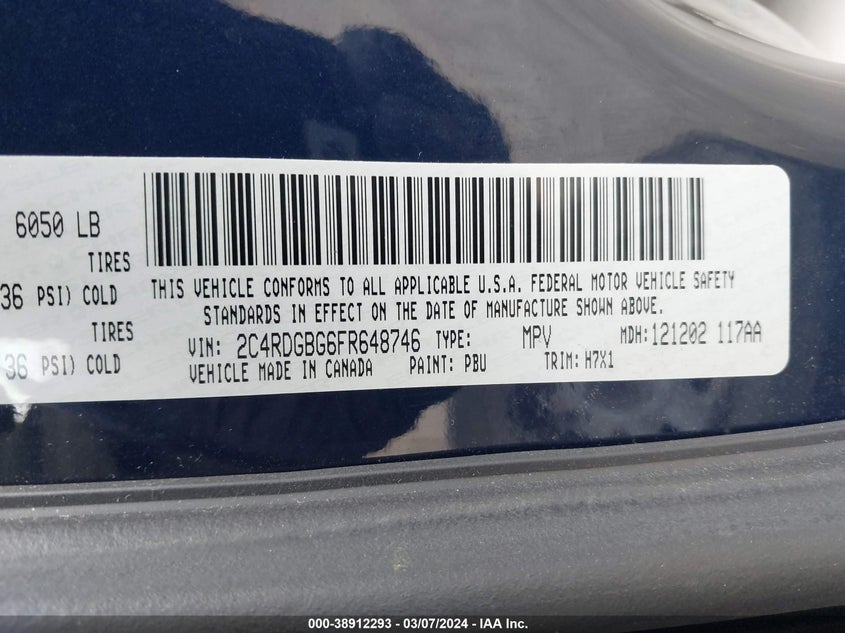 6050 LB
TIRES
36 PSI) COLD
TIRES
36 PSI) COLD
THIS VEHICLE CONFORMS TO ALL APPLICABLE U.S.A. FEDERAL MOTOR VEHICLE SAFETY
STANDARDS IN EFFECT ON THE DATE OF MANUFACTURE SHOWN ABOVE.
VIN: 2C4RDGBG6FR648746 TYPE: MPV MDH:121202 117AA
VEHICLE MADE IN CANADA PAINT: PBU TRIM: H7X1
000-38912293 - 03/07/2024 - IAA Inc.